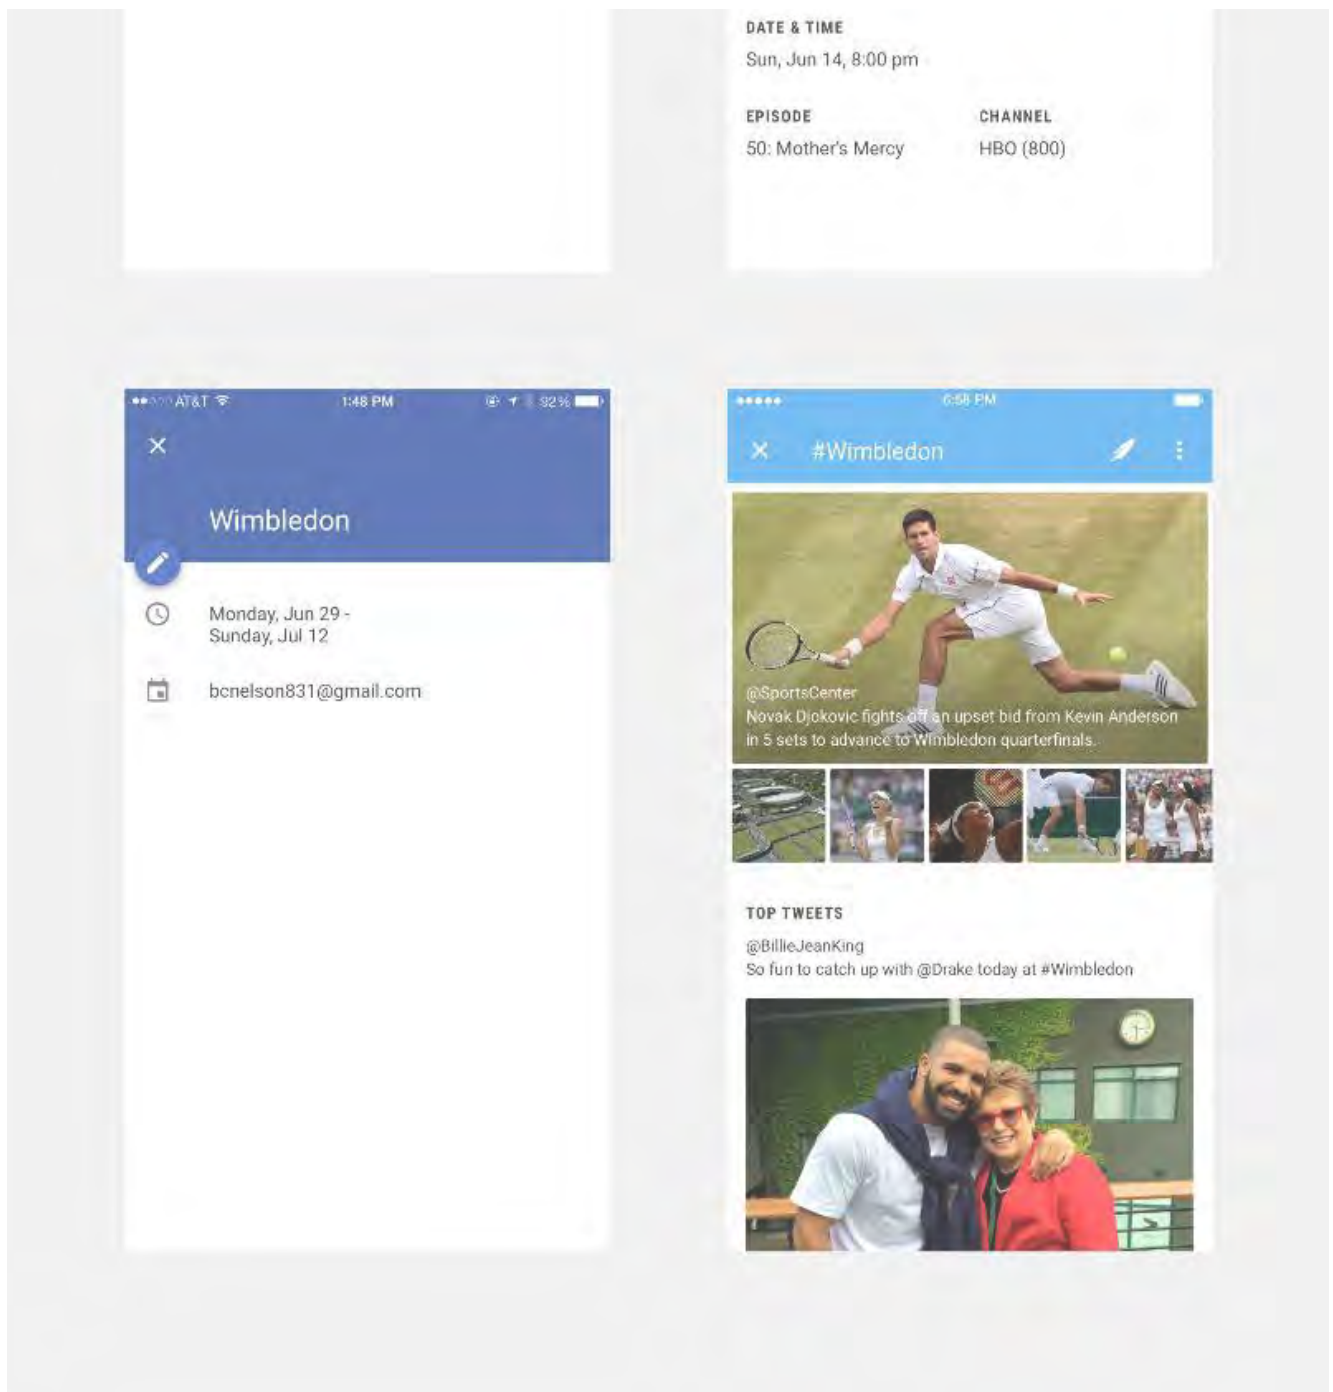 DATE & TIME
Sun, Jun 14, 8:00 pm
EPISODE
CHANNEL
50: Mother's Mercy
HBO (800)
AT&T
1:48 PM
92%
Wimbledon
Monday, Jun 29 -
Sunday, Jul 12
bcnelson831@gmail.com
6:58 PM
#Wimbledon
@SportsCenter
Novak Djokovic fights off an upset bid from Kevin Anderson
in 5 sets to advance to Wimbledon quarterfinals.
TOP TWEETS
@BillieJeanKing
So fun to catch up with @Drake today at #Wimbledon